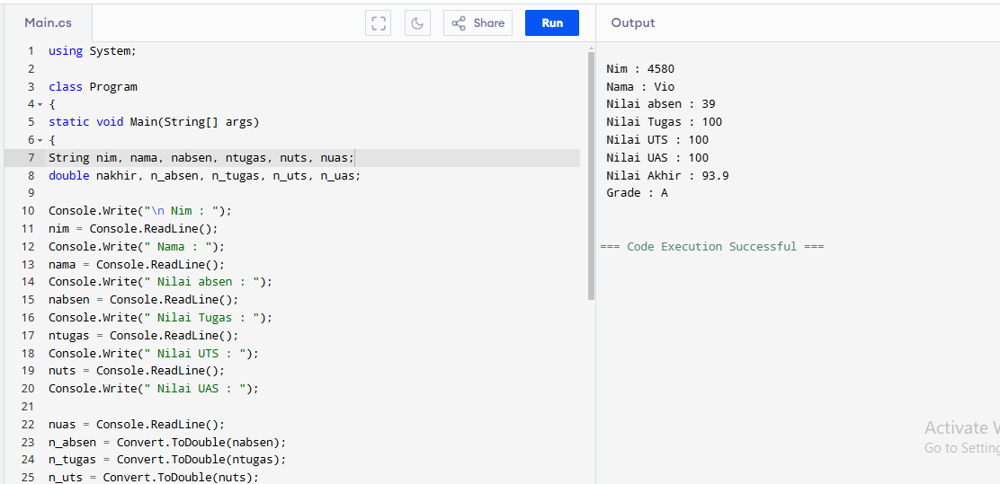 Main.cs
Share
Run
Output
1 using System;
2
3 class Program
4 {
5 static void Main(String[] args)
6 {
7 String nim, nama, nabsen, ntugas, nuts, nuas;
8 double nakhir, n_absen, n_tugas, n_uts, n_uas;
9
10 Console.Write("\n Nim : ");
11 nim = Console.ReadLine();
12 Console.Write(" Nama : ");
13 nama = Console.ReadLine();
14 Console.Write(" Nilai absen : ");
15 nabsen = Console.ReadLine();
16 Console.Write(" Nilai Tugas : ");
17 ntugas = Console.ReadLine();
18 Console.Write(" Nilai UTS : ");
19 nuts = Console.ReadLine();
20 Console.Write(" Nilai UAS : ");
21
22 nuas = Console.ReadLine();
23 n_absen = Convert.ToDouble(nabsen);
24 n_tugas = Convert.ToDouble(ntugas);
25 n_uts = Convert.ToDouble(nuts);
Nim : 4580
Nama : Vio
Nilai absen : 39
Nilai Tugas : 100
Nilai UTS : 100
Nilai UAS : 100
Nilai Akhir : 93.9
Grade : A
=== Code Execution Successful ===
Activate
Go to Setting